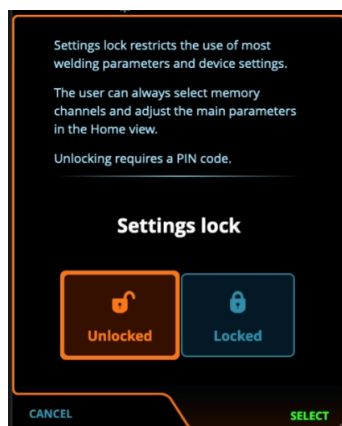 Settings lock restricts the use of most
welding parameters and device settings.
The user can always select memory
channels and adjust the main parameters
in the Home view.
Unlocking requires a PIN code.
Settings lock
Unlocked
Locked
CANCEL
SELECT